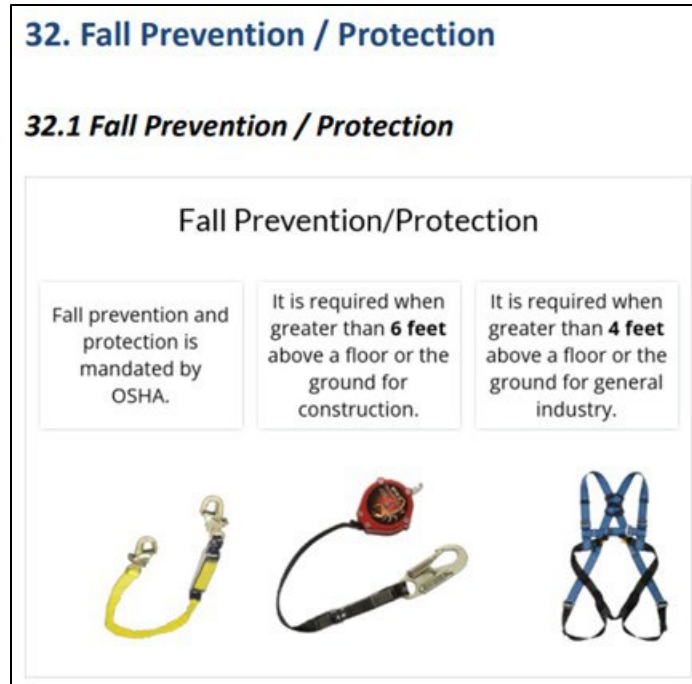 32. Fall Prevention / Protection
32.1 Fall Prevention / Protection
Fall Prevention/Protection
Fall prevention and
protection is
mandated by
OSHA.
It is required when
greater than 6 feet
above a floor or the
ground for
construction.
It is required when
greater than 4 feet
above a floor or the
ground for general
industry.